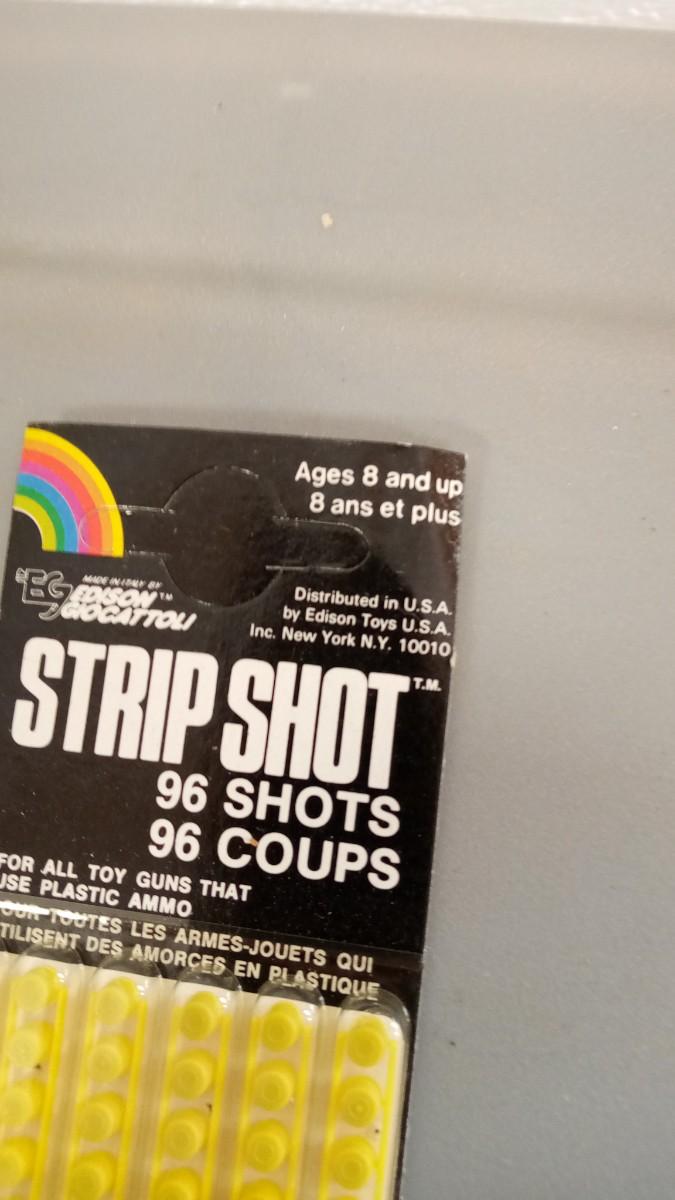 Ages 8 and up
8 ans et plus
EG
MADE IN ITALY BY
EDISON™
GIOCATTOLI
Distributed in U.S.A.
by Edison Toys U.S.A.
Inc. New York N.Y. 10010
STRIP SHOT T.M.
96 SHOTS
96 COUPS
FOR ALL TOY GUNS THAT
USE PLASTIC AMMO
POUR TOUTES LES ARMES-JOUETS QUI
UTILISENT DES AMORCES EN PLASTIQUE